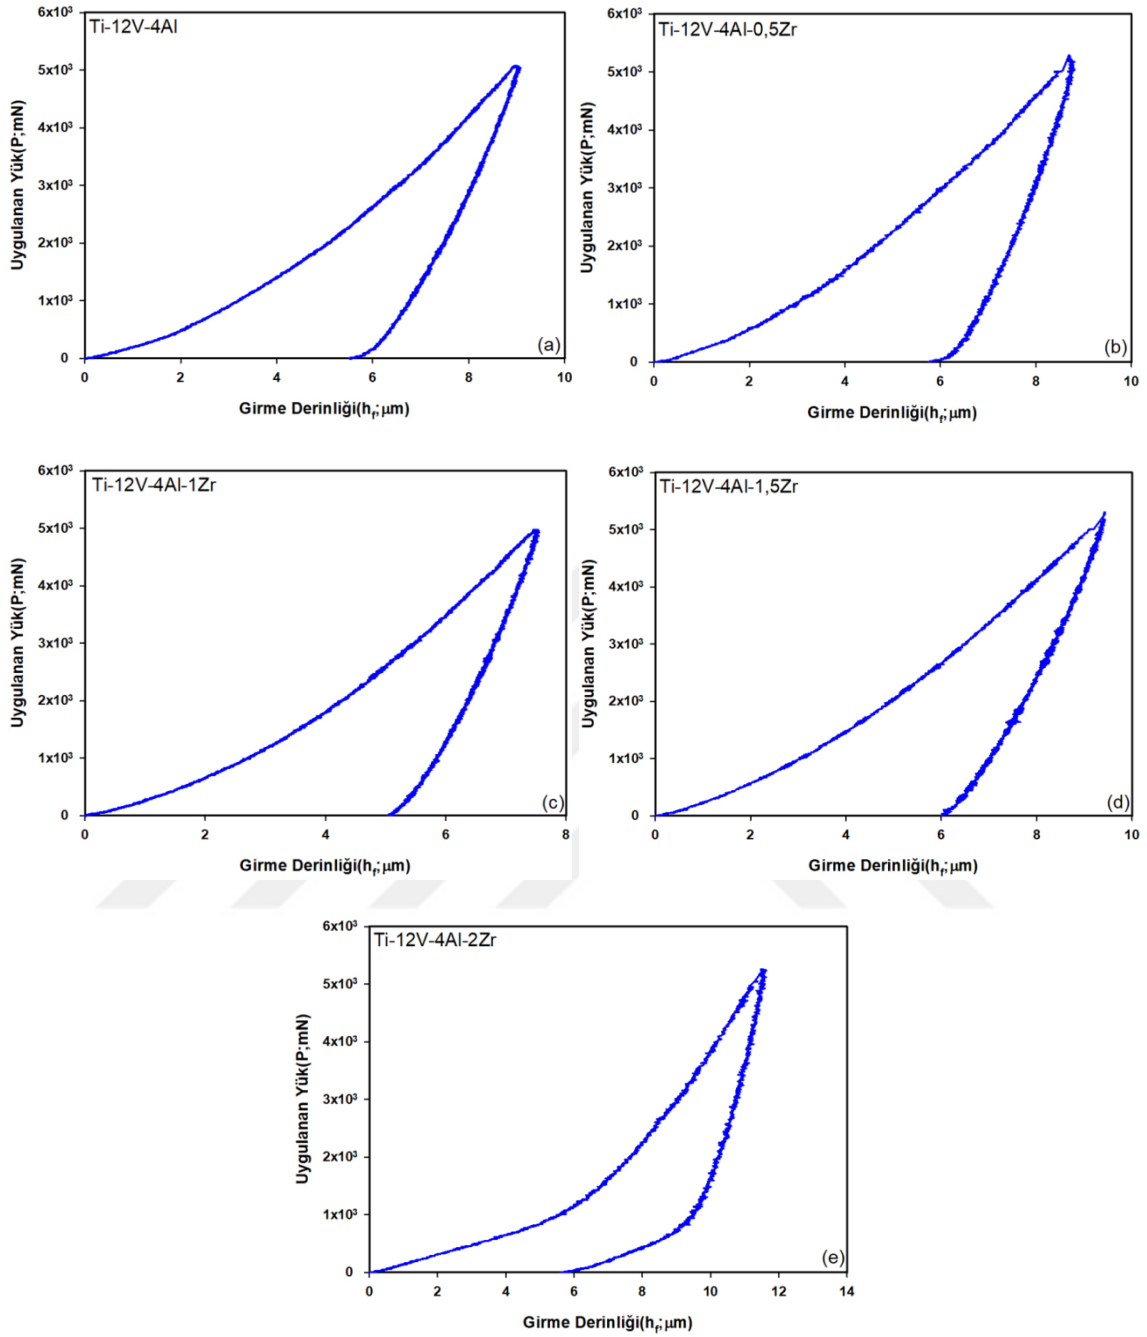 Ti-12V-4Al
6x10³
5x10³
4x10³
3x10³
2x10³
1x10³
0
Uygulanan Yük(P;mN)
0 2 4 6 8 10
Girme Derinliği(hf;μm)
(a)
Ti-12V-4Al-0,5Zr
6x10³
5x10³
4x10³
3x10³
2x10³
1x10³
0
Uygulanan Yük(P;mN)
0 2 4 6 8 10
Girme Derinliği(hf;μm)
(b)
Ti-12V-4Al-1Zr
6x10³
5x10³
4x10³
3x10³
2x10³
1x10³
0
Uygulanan Yük(P;mN)
0 2 4 6 8
Girme Derinliği(hf;μm)
(c)
Ti-12V-4Al-1,5Zr
6x10³
5x10³
4x10³
3x10³
2x10³
1x10³
0
Uygulanan Yük(P;mN)
0 2 4 6 8 10
Girme Derinliği(hf;μm)
(d)
Ti-12V-4Al-2Zr
6x10³
5x10³
4x10³
3x10³
2x10³
1x10³
0
Uygulanan Yük(P;mN)
0 2 4 6 8 10 12 14
Girme Derinliği(hf;μm)
(e)